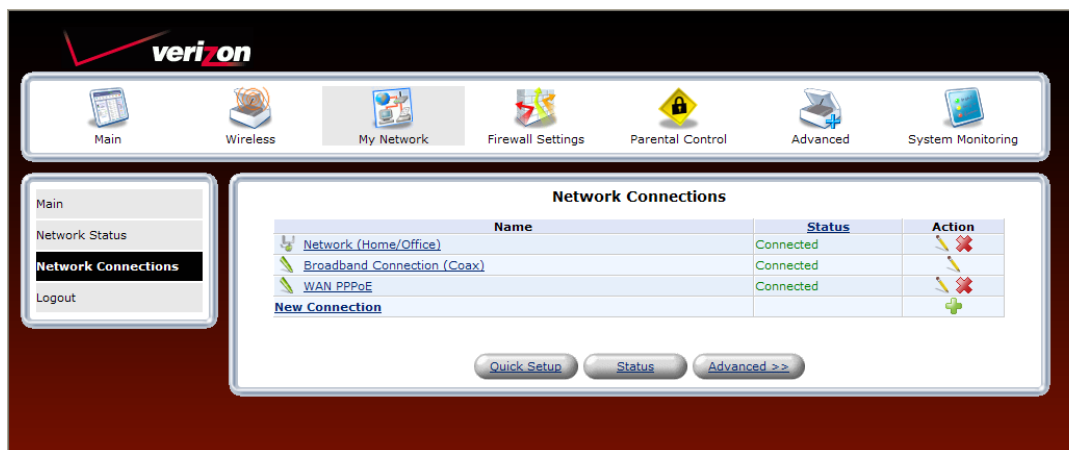 verizon
Main Wireless My Network Firewall Settings Parental Control Advanced System Monitoring
Main
Network Status
Network Connections
Logout
Network Connections
Name Status Action
Network (Home/Office) Connected
Broadband Connection (Coax) Connected
WAN PPPoE Connected
New Connection
Quick Setup Status Advanced >>